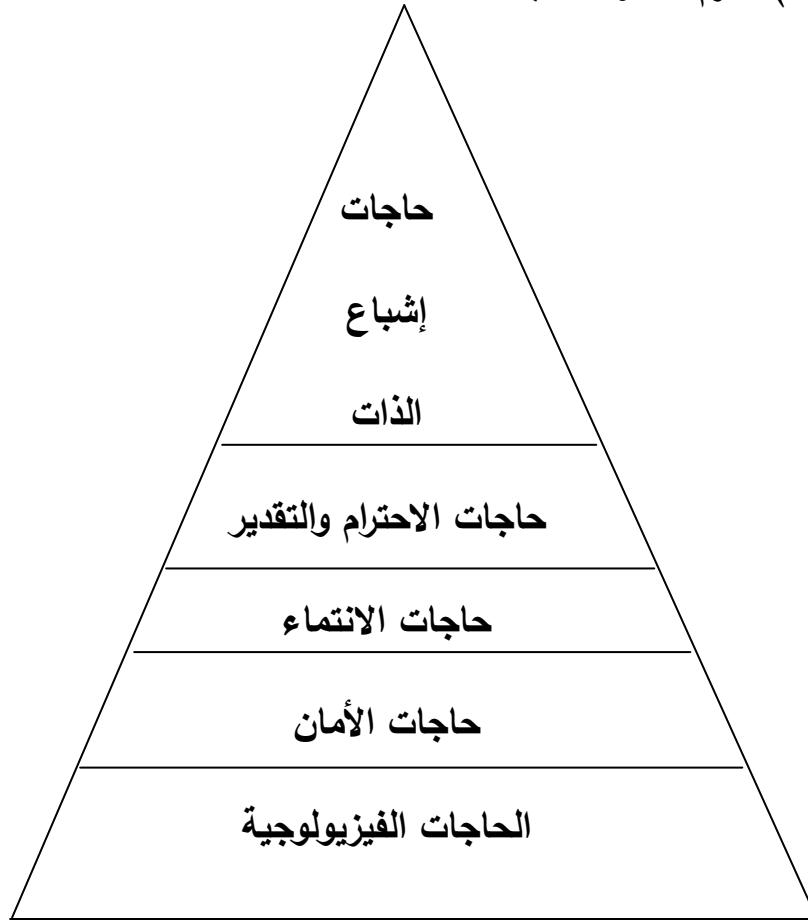 حاجات
إشباع
الذات
حاجات الاحترام والتقدير
حاجات الانتماء
حاجات الأمان
الحاجات الفيزيولوجية